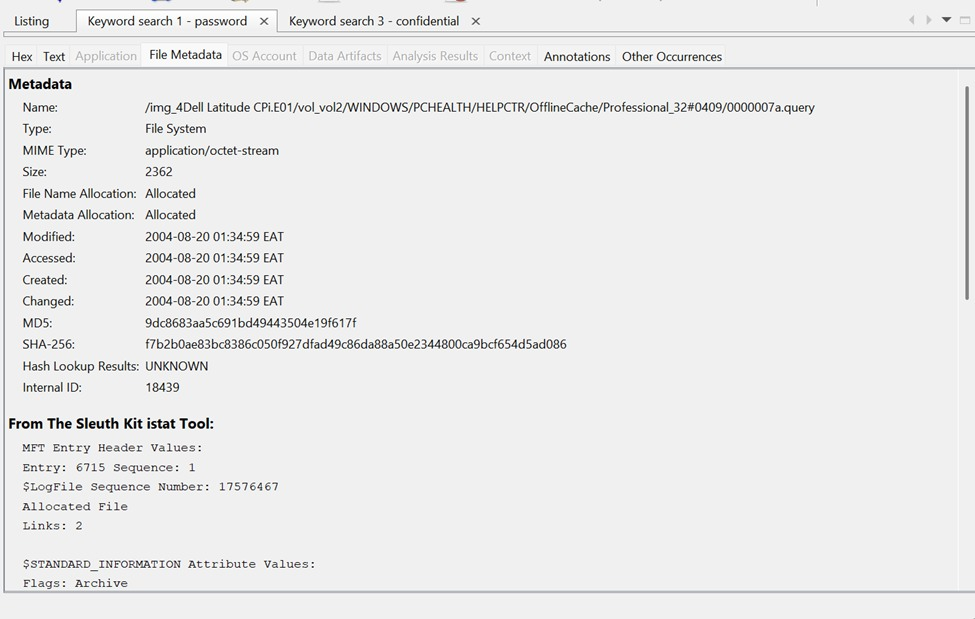 Listing Keyword search 1 - password Keyword search 3 - confidential
Hex Text Application File Metadata OS Account Data Artifacts Analysis Results Context Annotations Other Occurrences
Metadata
Name: /img_4Dell Latitude CPi.E01/vol_vol2/WINDOWS/PCHEALTH/HELPCTR/OfflineCache/Professional_32#0409/0000007a.query
Type: File System
MIME Type: application/octet-stream
Size: 2362
File Name Allocation: Allocated
Metadata Allocation: Allocated
Modified: 2004-08-20 01:34:59 EAT
Accessed: 2004-08-20 01:34:59 EAT
Created: 2004-08-20 01:34:59 EAT
Changed: 2004-08-20 01:34:59 EAT
MD5: 9dc8683aa5c691bd49443504e19f617f
SHA-256: f7b2b0ae83bc8386c050f927dfad49c86da88a50e2344800ca9bcf654d5ad086
Hash Lookup Results: UNKNOWN
Internal ID: 18439
From The Sleuth Kit istat Tool:
MFT Entry Header Values:
Entry: 6715 Sequence: 1
$LogFile Sequence Number: 17576467
Allocated File
Links: 2
$STANDARD_INFORMATION Attribute Values:
Flags: Archive